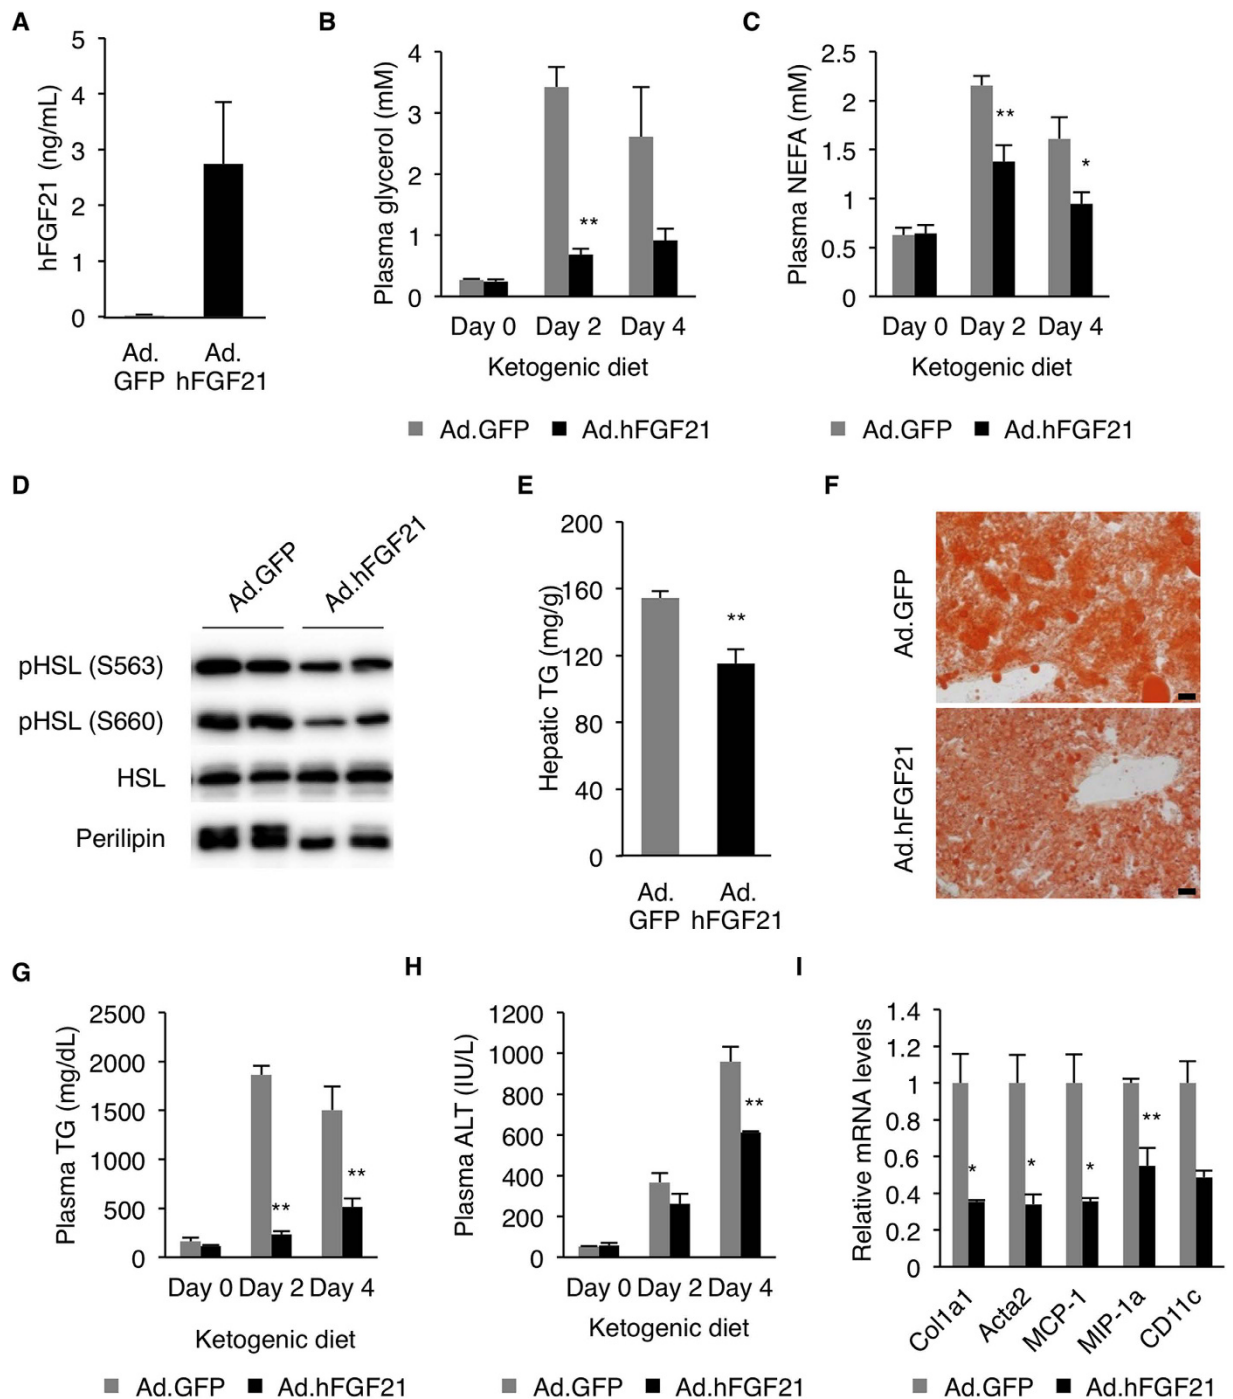 A
hFGF21 (ng/mL)
5
4
3
2
1
0
Ad.
GFP
Ad.
hFGF21
B
Plasma glycerol (mM)
4
3
2
1
0
**
Day 0 Day 2 Day 4
Ketogenic diet
Ad.GFP Ad.hFGF21
C
Plasma NEFA (mM)
2.5
2
1.5
1
0.5
0
**
*
Day 0 Day 2 Day 4
Ketogenic diet
Ad.GFP Ad.hFGF21
D
Ad.GFP
Ad.hFGF21
pHSL (S563)
pHSL (S660)
HSL
Perilipin
E
Hepatic TG (mg/g)
200
160
120
80
40
0
**
Ad.
GFP
Ad.
hFGF21
F
Ad.GFP
Ad.hFGF21
G
Plasma TG (mg/dL)
2500
2000
1500
1000
500
0
**
**
Day 0 Day 2 Day 4
Ketogenic diet
Ad.GFP Ad.hFGF21
H
Plasma ALT (IU/L)
1200
1000
800
600
400
200
0
**
Day 0 Day 2 Day 4
Ketogenic diet
Ad.GFP Ad.hFGF21
I
Relative mRNA levels
1.4
1.2
1
0.8
0.6
0.4
0.2
0
*
*
*
**
Col1a1
Acta2
MCP-1
MIP-1a
CD11c
Ad.GFP Ad.hFGF21